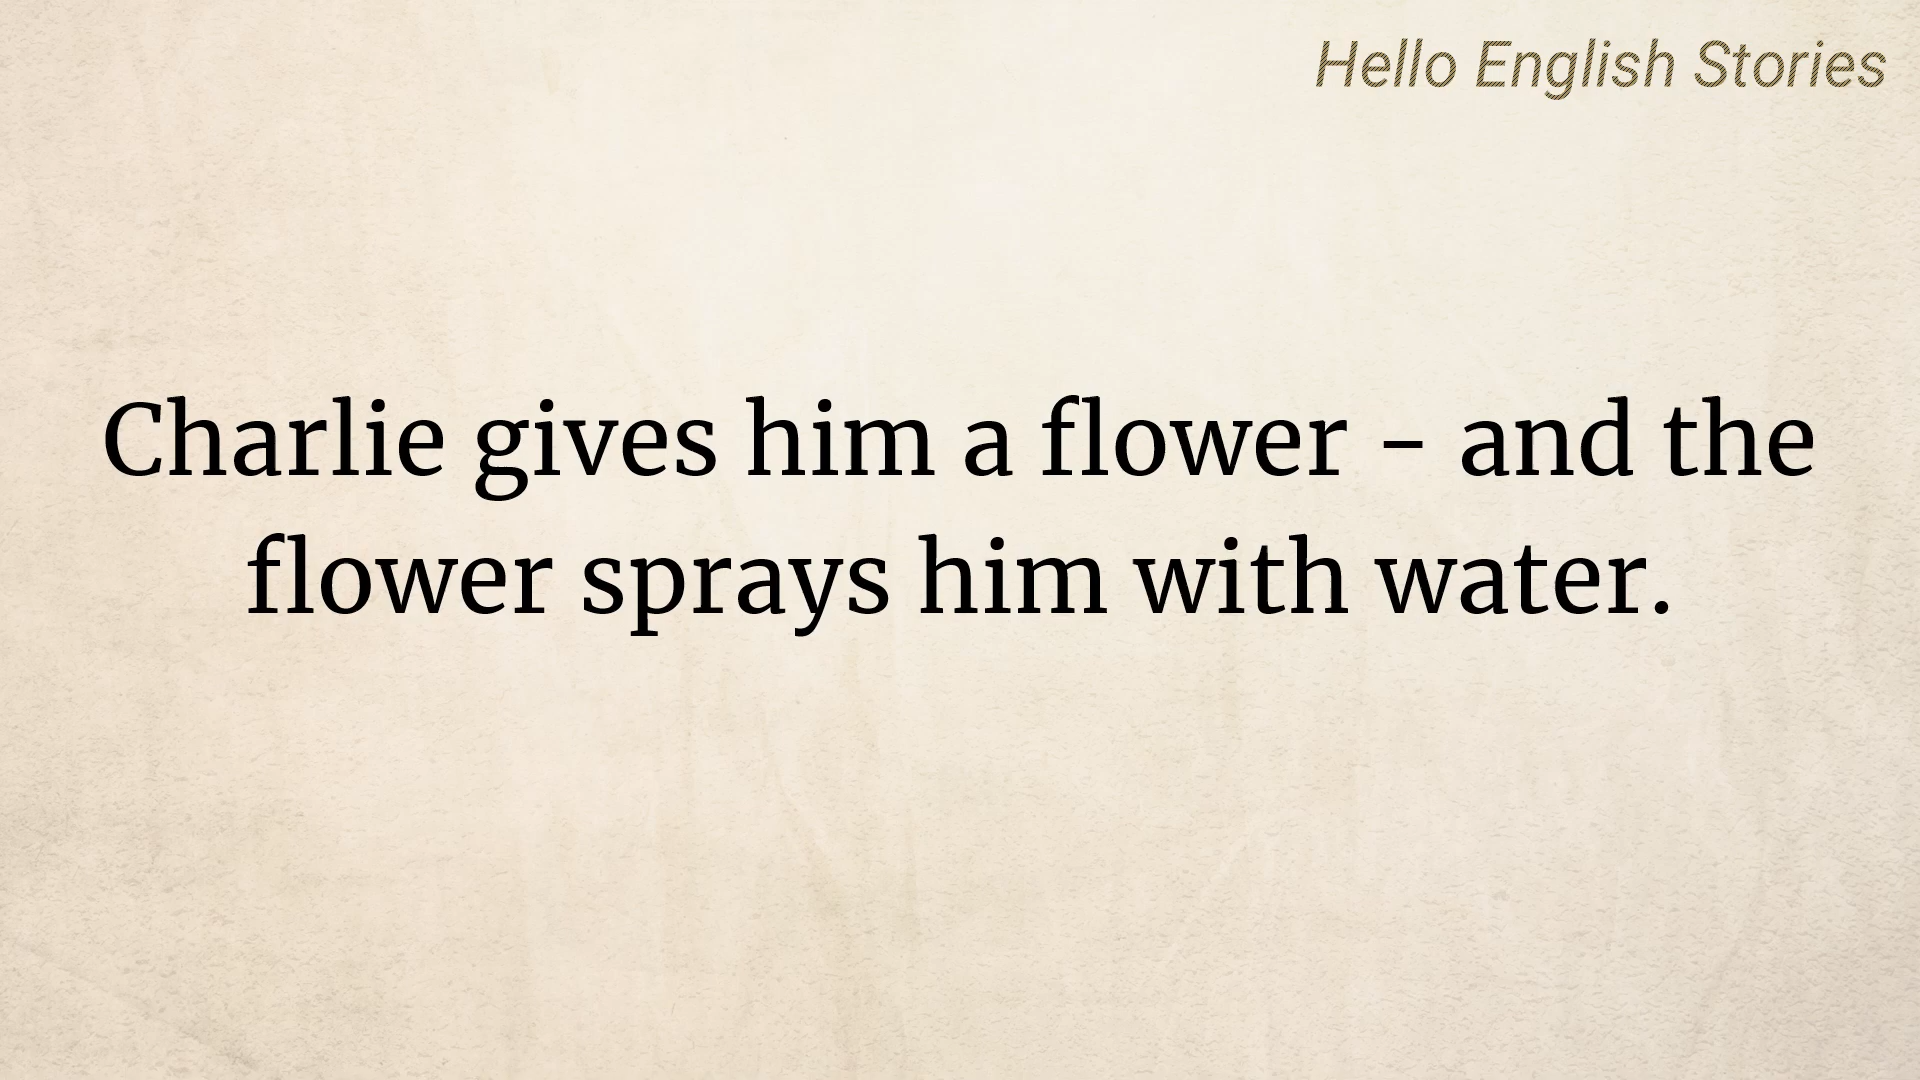 Hello English Stories
Charlie gives him a flower - and the
flower sprays him with water.